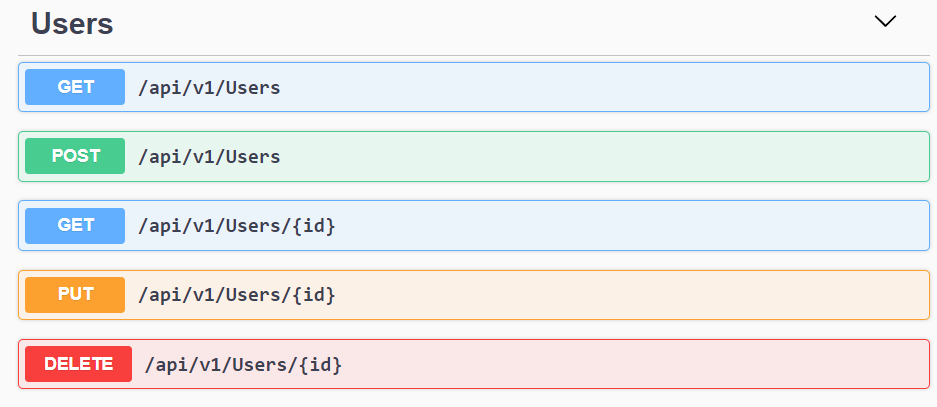 Users
GET /api/v1/Users
POST /api/v1/Users
GET /api/v1/Users/{id}
PUT /api/v1/Users/{id}
DELETE /api/v1/Users/{id}